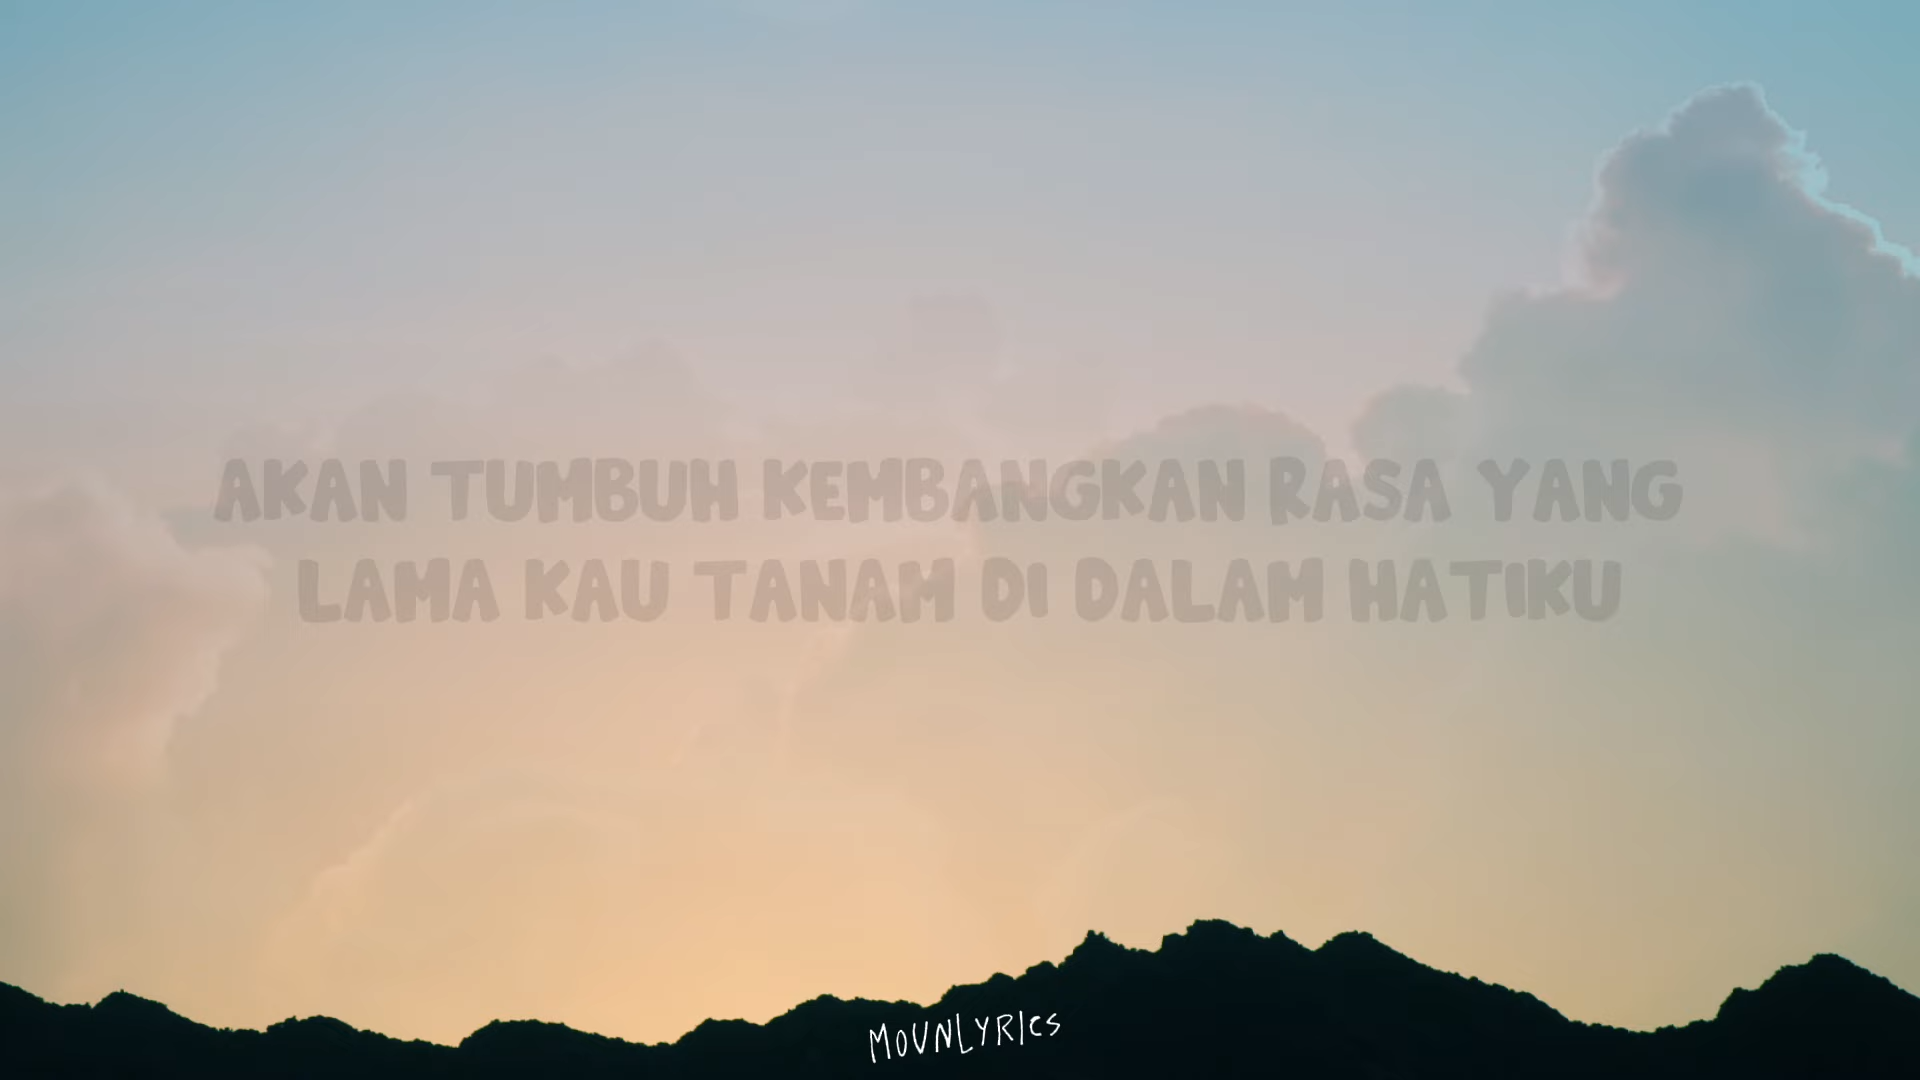 AKAN TUMBUH KEMBANGKAN RASA YANG
LAMA KAU TANAM DI DALAM HATIKU
MOUNLYRICS